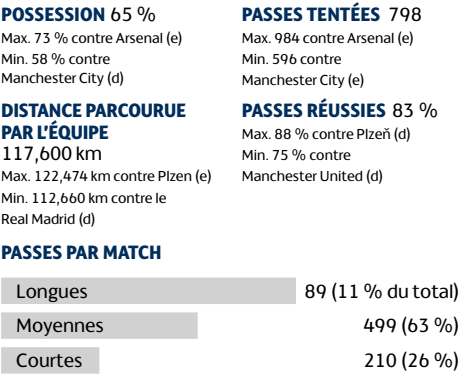 POSSESSION 65 %
Max. 73 % contre Arsenal (e)
Min. 58 % contre
Manchester City (d)
DISTANCE PARCOURUE
PAR L’ÉQUIPE
117,600 km
Max. 122,474 km contre Plzen (e)
Min. 112,660 km contre le
Real Madrid (d)
PASSES TENTÉES 798
Max. 984 contre Arsenal (e)
Min. 596 contre
Manchester City (e)
PASSES RÉUSSIES 83 %
Max. 88 % contre Plzeň (d)
Min. 75 % contre
Manchester United (d)
PASSES PAR MATCH
Longues 89 (11 % du total)
Moyennes 499 (63 %)
Courtes 210 (26 %)